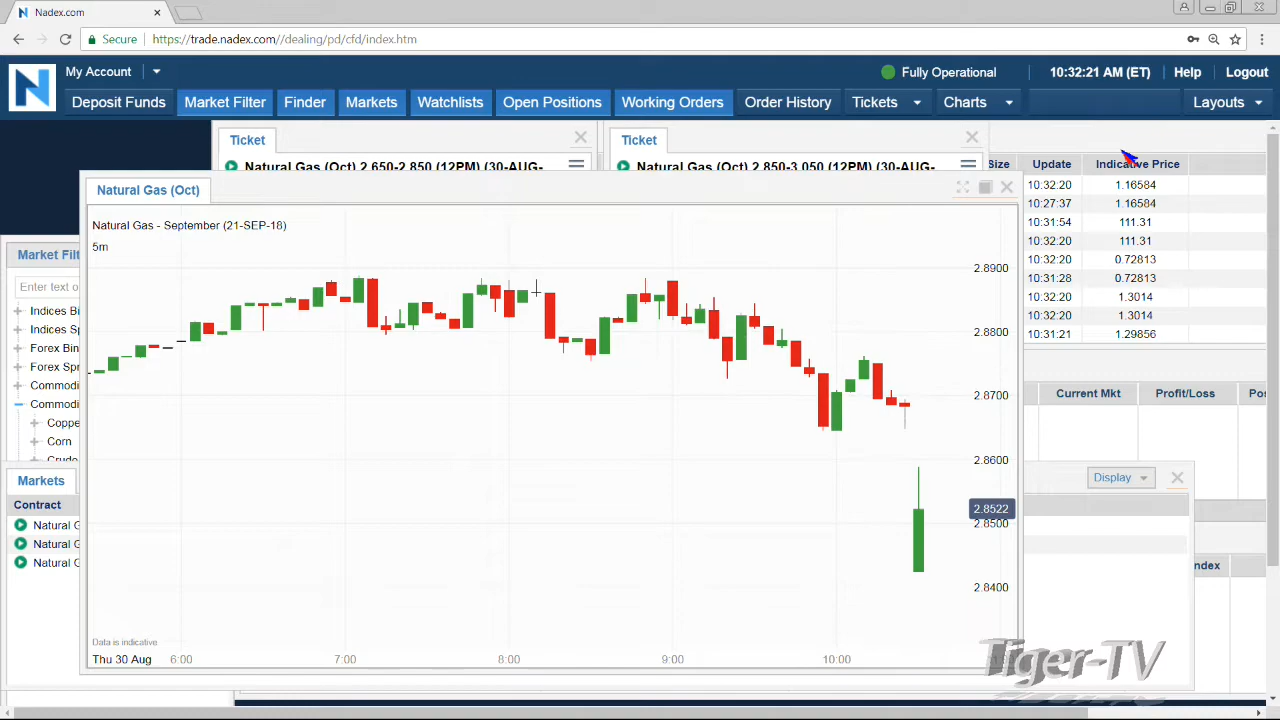 Nadex.com
Secure
https://trade.nadex.com//dealing/pd/cfd/index.htm
My Account
Fully Operational
10:32:21 AM (ET)
Help
Logout
Deposit Funds
Market Filter
Finder
Markets
Watchlists
Open Positions
Working Orders
Order History
Tickets
Charts
Layouts
Ticket
Ticket
Natural Gas (Oct) 2.650-2.850 (12PM) (30-AUG-
Natural Gas (Oct) 2.850-3.050 (12PM) (30-AUG-
Size Update Indicative Price
10:32:20 1.16584
10:27:37 1.16584
10:31:54 111.31
10:32:20 111.31
10:32:20 0.72813
10:31:28 0.72813
10:32:20 1.3014
10:32:20 1.3014
10:31:21 1.29856
Natural Gas (Oct)
Natural Gas - September (21-SEP-18)
5m
2.8900
2.8800
2.8700
2.8600
2.8522
2.8500
2.8400
Data is indicative
Thu 30 Aug 6:00 7:00 8:00 9:00 10:00
Market Filt
Enter text o
Indices Bi
Indices Sp
Forex Bin
Forex Spr
Commodi
Commodi
Coppe
Corn
Crude
Markets
Contract
Natural G
Natural G
Natural G
Current Mkt Profit/Loss Pos
Display
ndex
Tiger-TV